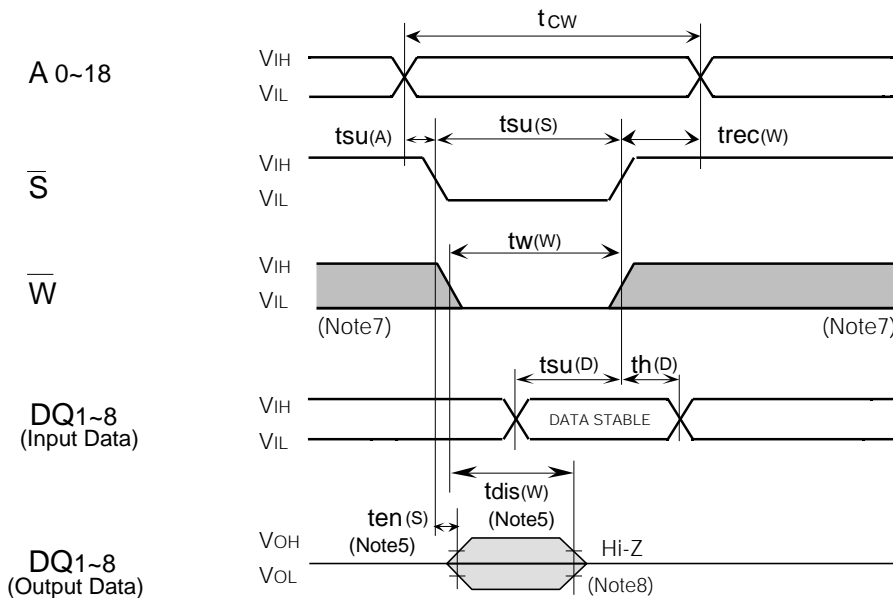 tCW
A 0~18
VIH
VIL
tsu(A)
tsu(S)
trec(W)
S
VIH
VIL
tw(W)
W
VIH
VIL
(Note7)
(Note7)
tsu(D)
th(D)
DQ1~8
(Input Data)
VIH
VIL
DATA STABLE
tdis(W)
(Note5)
ten(S)
(Note5)
DQ1~8
(Output Data)
VOH
VOL
Hi-Z
(Note8)